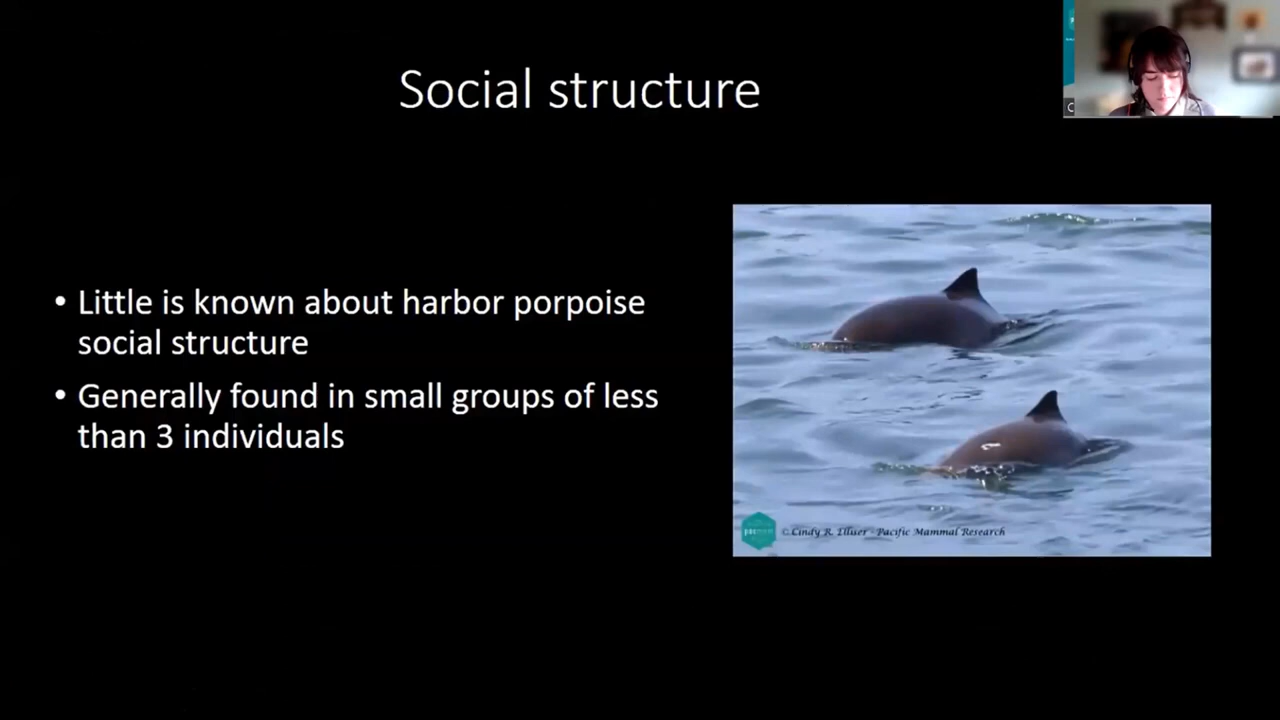 Social structure
• Little is known about harbor porpoise
social structure
• Generally found in small groups of less
than 3 individuals
© Cindy R. Elliser - Pacific Mammal Research
C